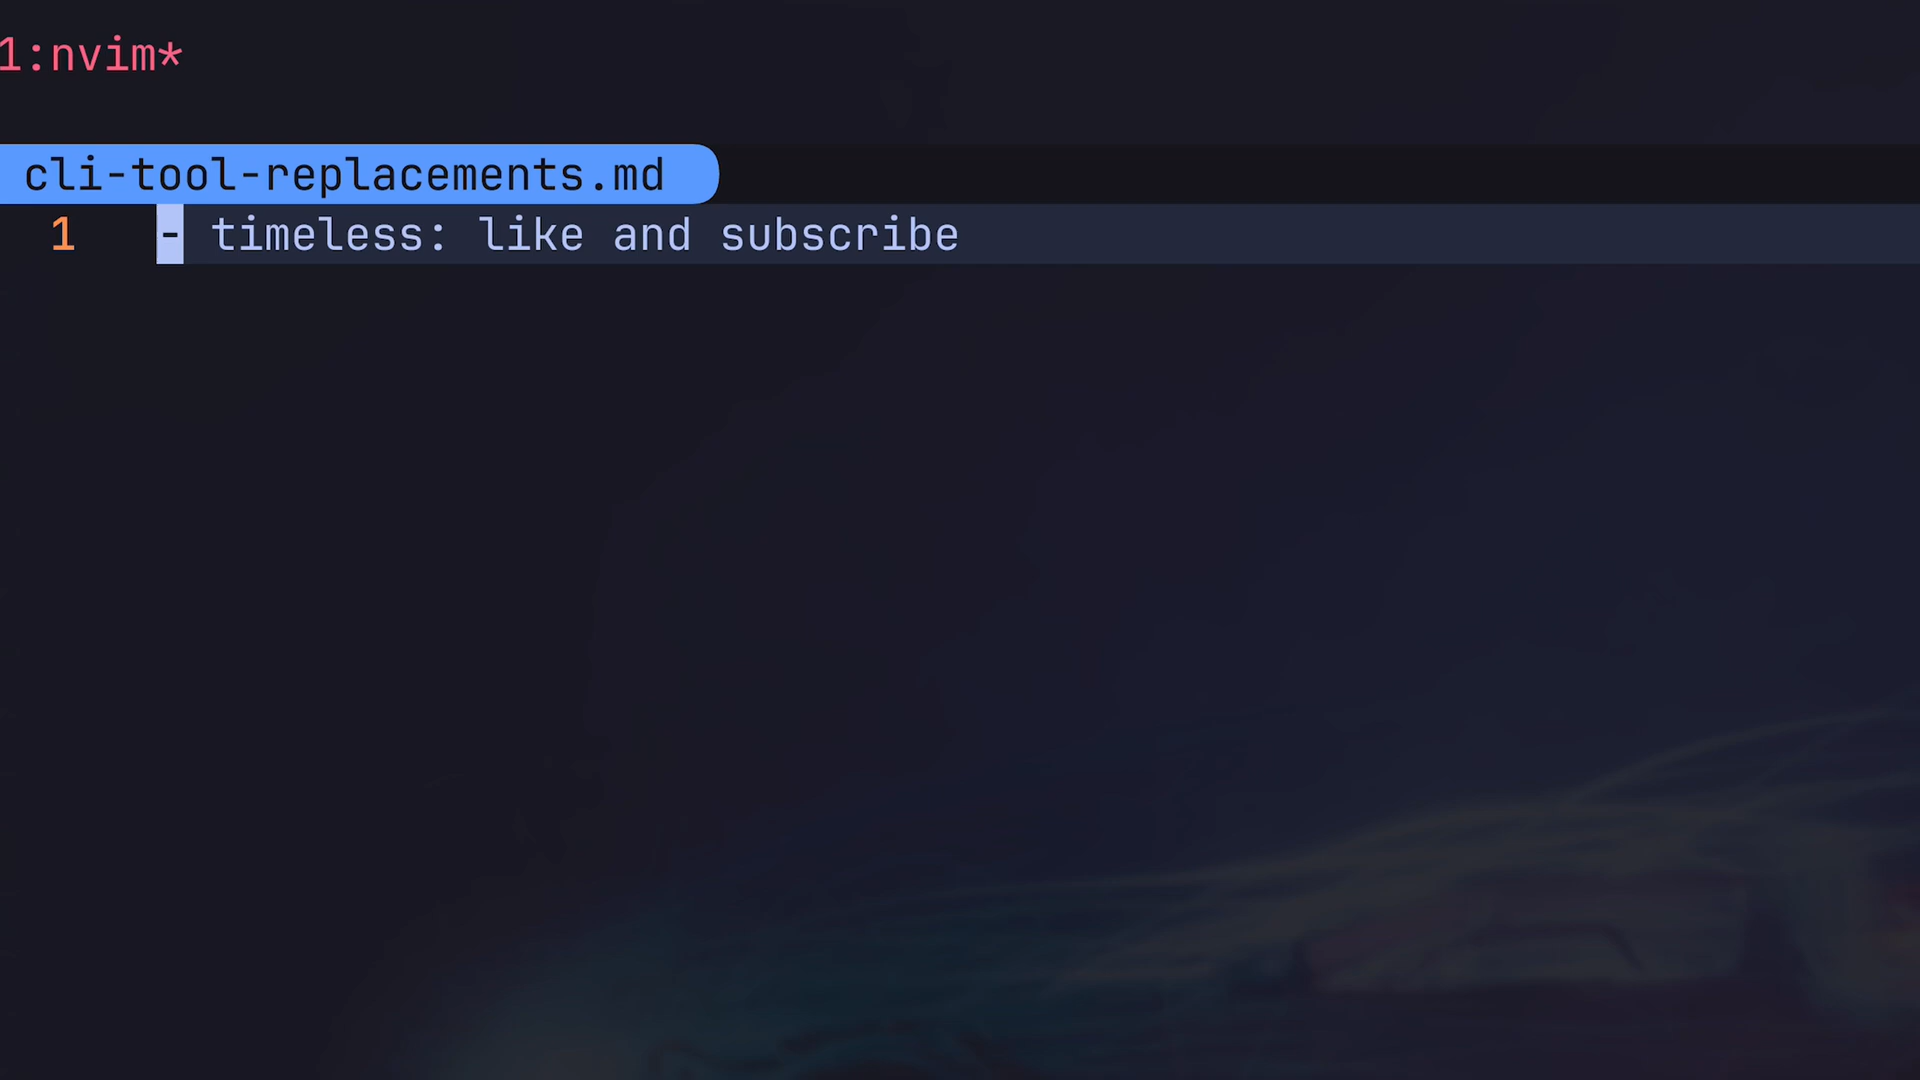 1:nvim*
cli-tool-replacements.md
1 - timeless: like and subscribe